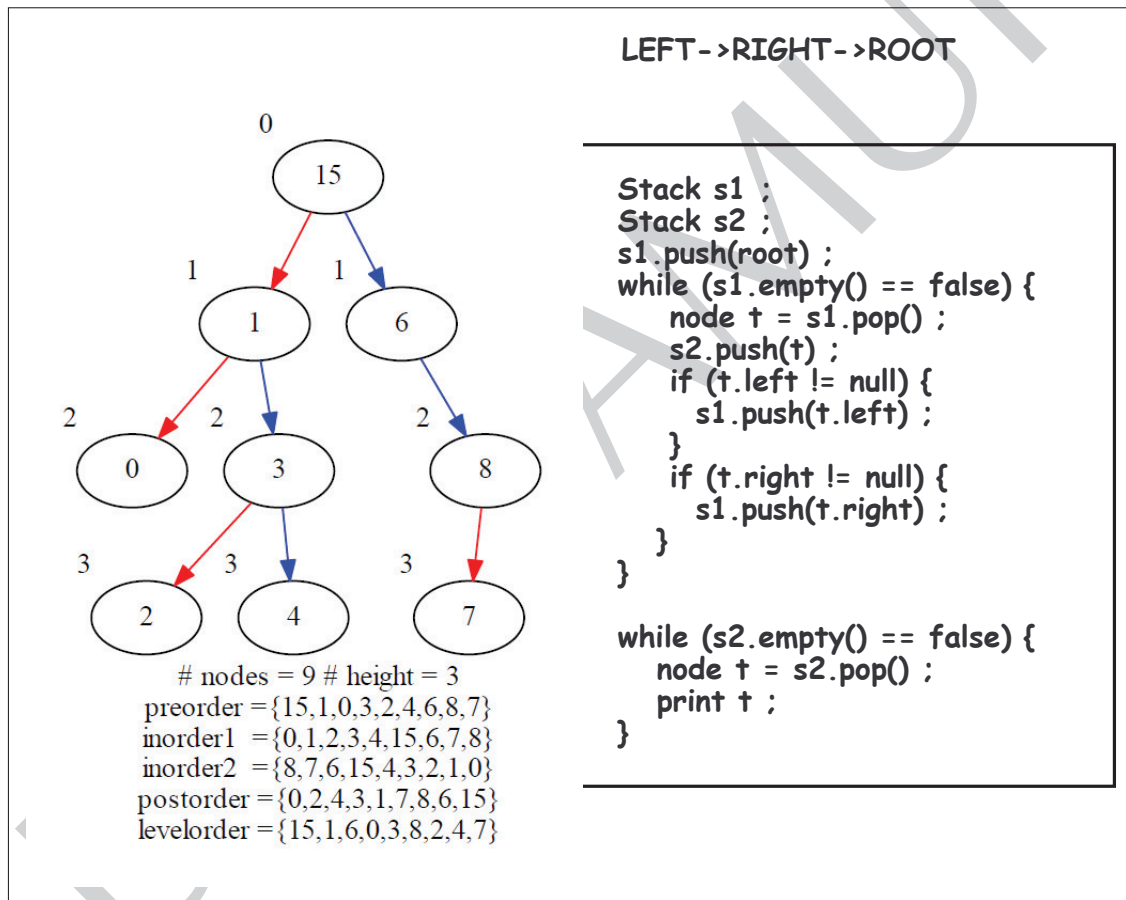 LEFT->RIGHT->ROOT
0
15
1 1
1 6
2 2 2
0 3 8
3 3 3
2 4 7
# nodes = 9 # height = 3
preorder ={15,1,0,3,2,4,6,8,7}
inorder1 ={0,1,2,3,4,15,6,7,8}
inorder2 ={8,7,6,15,4,3,2,1,0}
postorder ={0,2,4,3,1,7,8,6,15}
levelorder ={15,1,6,0,3,8,2,4,7}
Stack s1 ;
Stack s2 ;
s1.push(root) ;
while (s1.empty() == false) {
node t = s1.pop() ;
s2.push(t) ;
if (t.left != null) {
s1.push(t.left) ;
}
if (t.right != null) {
s1.push(t.right) ;
}
}
while (s2.empty() == false) {
node t = s2.pop() ;
print t ;
}